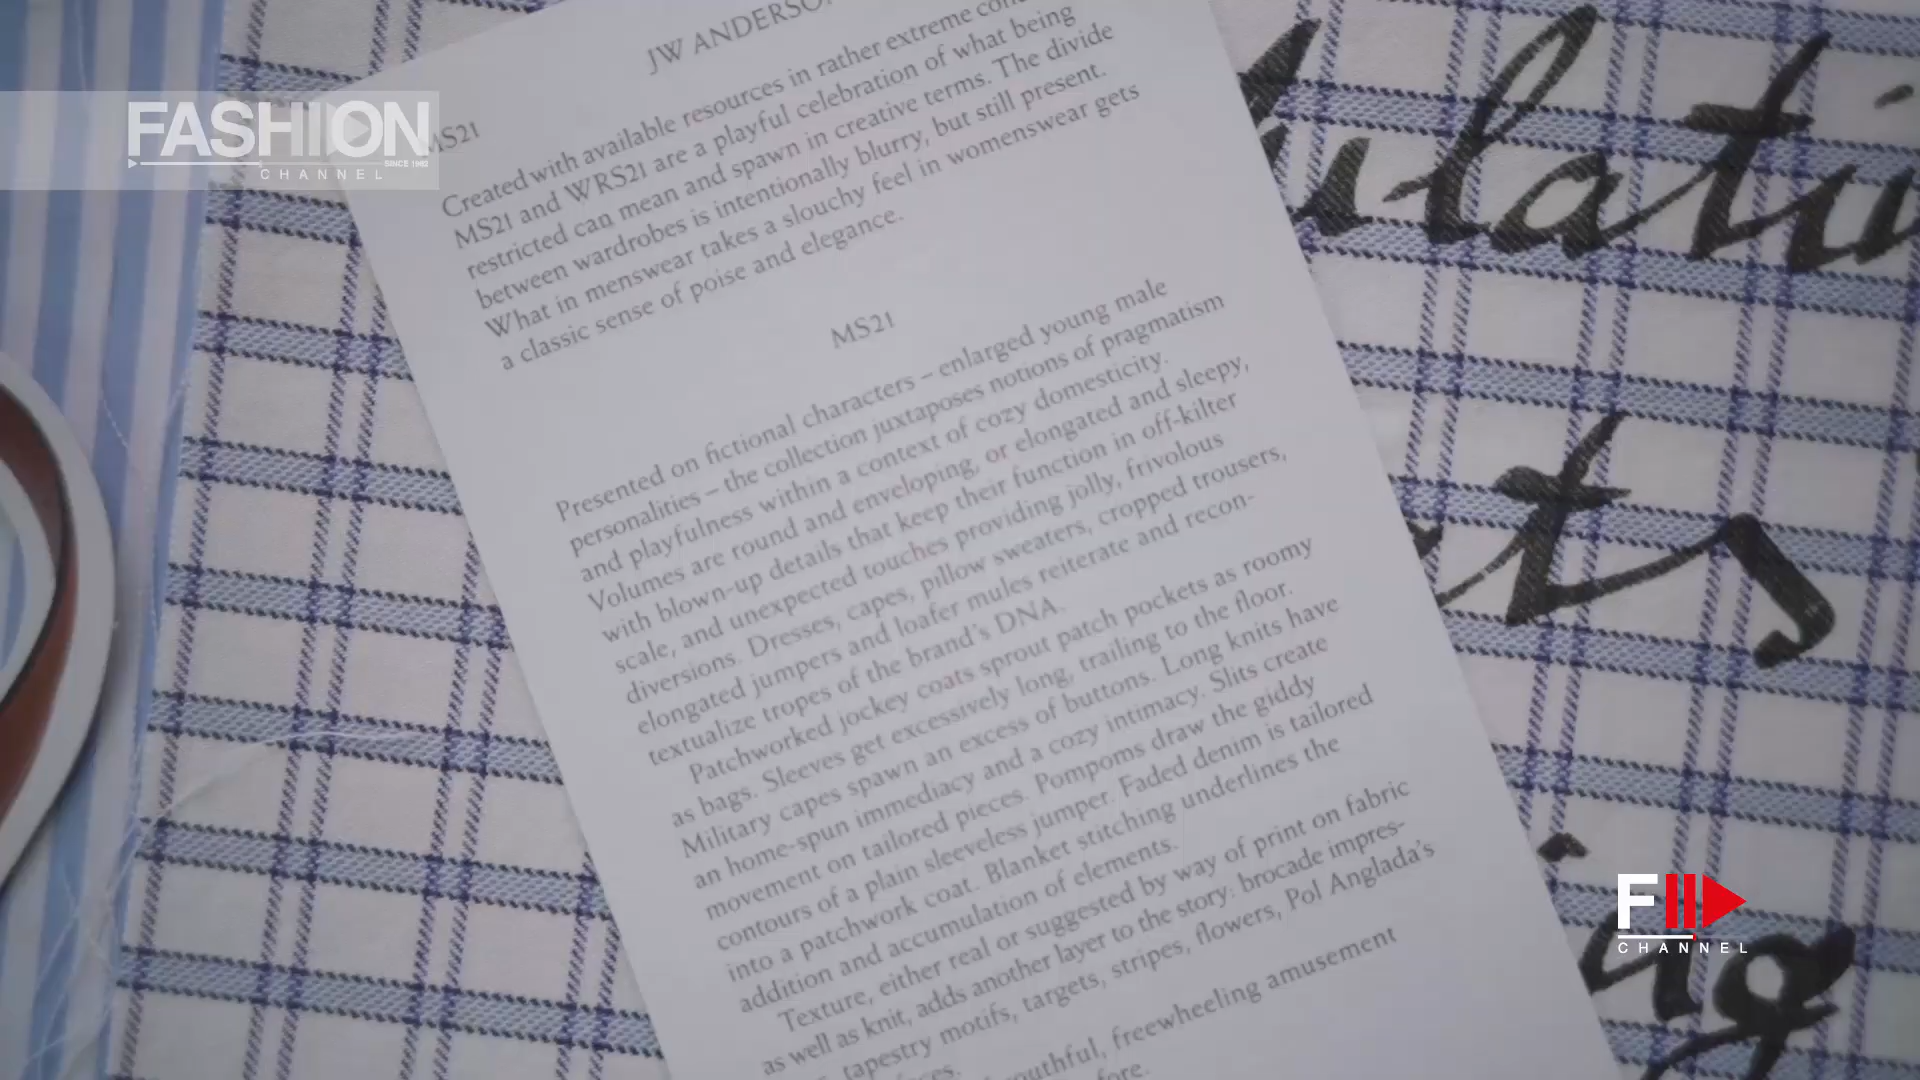 JW ANDERSO
FASHION
SINCE 1980
CHANNEL
MS21
Created with available resources in rather extreme con
MS21 and WRS21 are a playful celebration of what being
restricted can mean and spawn in creative terms. The divide
between wardrobes is intentionally blurry, but still present.
What in menswear takes a slouchy feel in womenswear gets
a classic sense of poise and elegance.
MS21
Presented on fictional characters – enlarged young male
personalities – the collection juxtaposes notions of pragmatism
and playfulness within a context of cozy domesticity.
Volumes are round and enveloping, or elongated and sleepy,
with blown-up details that keep their function in off-kilter
scale, and unexpected touches providing jolly, frivolous
diversions. Dresses, capes, pillow sweaters, cropped trousers,
elongated jumpers and loafer mules reiterate and recon-
textualize tropes of the brand's DNA.
Patchworked jockey coats sprout patch pockets as roomy
as bags. Sleeves get excessively long, trailing to the floor.
Military capes spawn an excess of buttons. Long knits have
an home-spun immediacy and a cozy intimacy. Slits create
movement on tailored pieces. Pompoms draw the giddy
contours of a plain sleeveless jumper. Faded denim is tailored
into a patchwork coat. Blanket stitching underlines the
addition and accumulation of elements.
Texture, either real or suggested by way of print on fabric
as well as knit, adds another layer to the story: brocade impres-
tapestry motifs, targets, stripes, flowers, Pol Anglada's
outhful, freewheeling amusement
ulatio
ts
ing
F CHANNEL